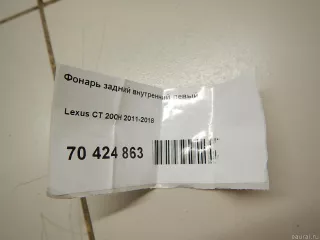 Фонарь задний внутренний левый
Lexus CT 200H 2011-2018
70 424 863